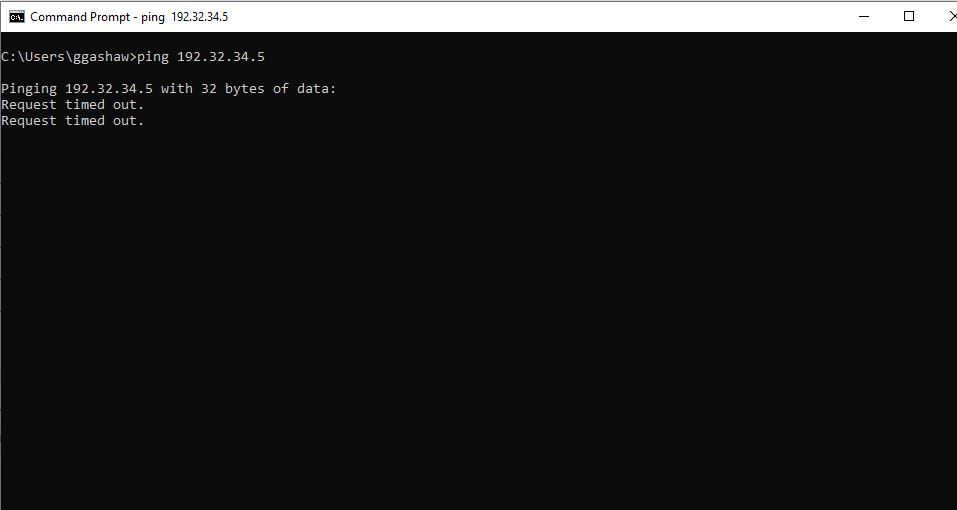 Command Prompt - ping  192.32.34.5
C:\Users\ggashaw>ping 192.32.34.5
Pinging 192.32.34.5 with 32 bytes of data:
Request timed out.
Request timed out.